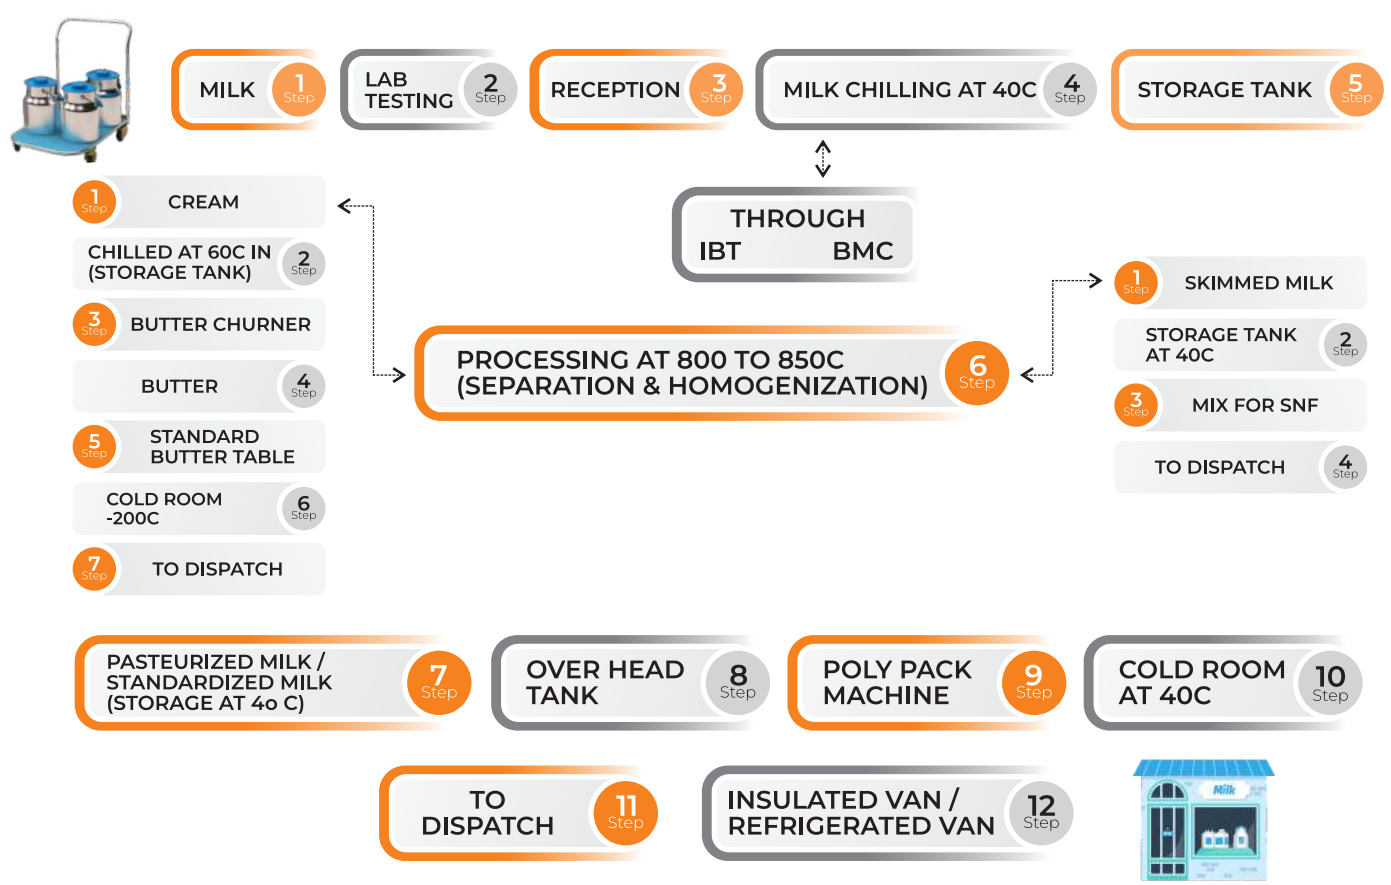 MILK
1
Step
LAB
TESTING
2
Step
RECEPTION
3
Step
MILK CHILLING AT 40C
4
Step
STORAGE TANK
5
Step
THROUGH
IBT BMC
1
Step
CREAM
CHILLED AT 60C IN
(STORAGE TANK)
2
Step
3
Step
BUTTER CHURNER
BUTTER
4
Step
5
Step
STANDARD
BUTTER TABLE
COLD ROOM
-200C
6
Step
7
Step
TO DISPATCH
PROCESSING AT 800 TO 850C
(SEPARATION & HOMOGENIZATION)
6
Step
1
Step
SKIMMED MILK
STORAGE TANK
AT 40C
2
Step
3
Step
MIX FOR SNF
TO DISPATCH
4
Step
PASTEURIZED MILK /
STANDARDIZED MILK
(STORAGE AT 4o C)
7
Step
OVER HEAD
TANK
8
Step
POLY PACK
MACHINE
9
Step
COLD ROOM
AT 40C
10
Step
TO
DISPATCH
11
Step
INSULATED VAN /
REFRIGERATED VAN
12
Step
Milk